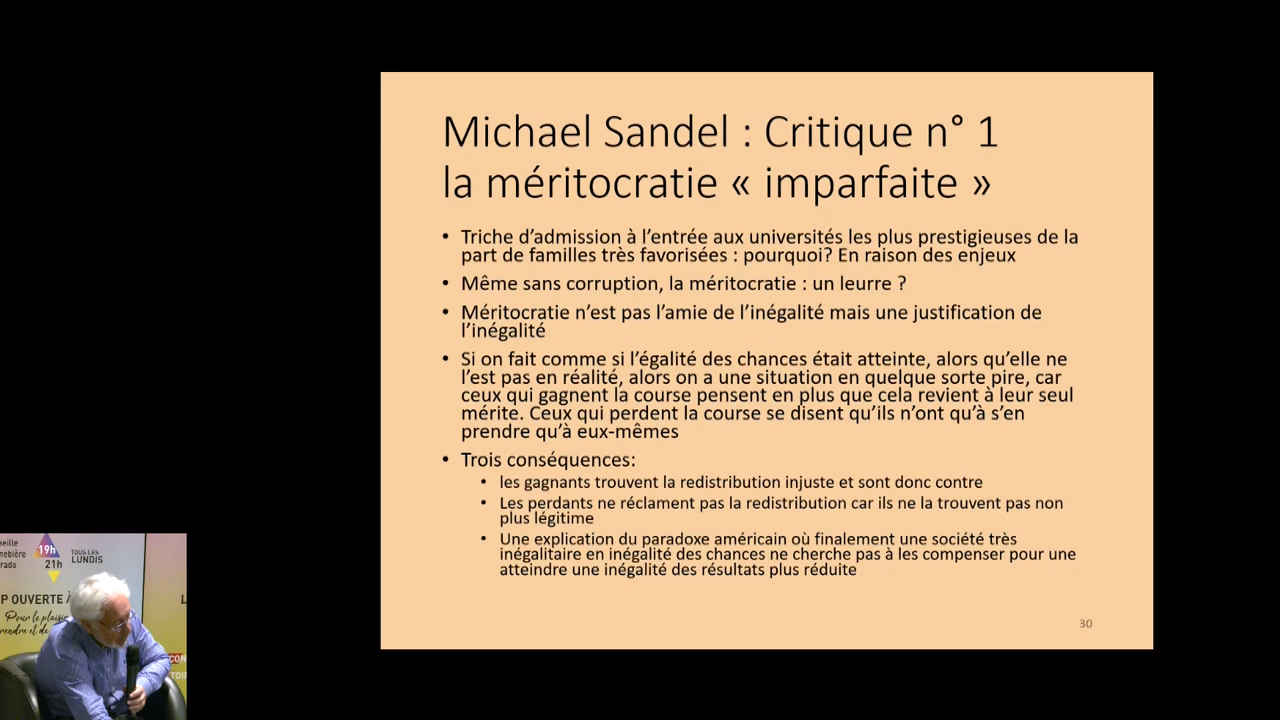 Michael Sandel : Critique n° 1
la méritocratie « imparfaite »
• Triche d’admission à l’entrée aux universités les plus prestigieuses de la
part de familles très favorisées : pourquoi? En raison des enjeux
• Même sans corruption, la méritocratie : un leurre ?
• Méritocratie n’est pas l’amie de l’inégalité mais une justification de
l’inégalité
• Si on fait comme si l’égalité des chances était atteinte, alors qu’elle ne
l’est pas en réalité, alors on a une situation en quelque sorte pire, car
ceux qui gagnent la course pensent en plus que cela revient à leur seul
mérite. Ceux qui perdent la course se disent qu’ils n’ont qu’à s’en
prendre qu’à eux-mêmes
• Trois conséquences:
• les gagnants trouvent la redistribution injuste et sont donc contre
• Les perdants ne réclament pas la redistribution car ils ne la trouvent pas non
plus légitime
• Une explication du paradoxe américain où finalement une société très
inégalitaire en inégalité des chances ne cherche pas à les compenser pour une
atteindre une inégalité des résultats plus réduite
30
seille
nebière
rado
19h
21h
TOUS LES
LUNDIS
P OUVERTE
Pour le plaisir
rendre et de
CON
TOI